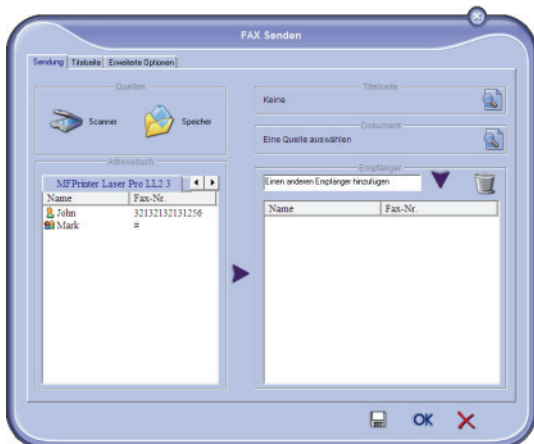 FAX Senden
Sendung Titelseite Erweiterte Optionen
Quellen
Scanner Speicher
Titelseite
Keine
Dokument
Eine Quelle auswählen
Adressbuch
MFPrinter Laser Pro LL2 3
Name Fax-Nr.
John 32132132131256
Mark #
Empfänger
Einen anderen Empfänger hinzufügen
Name Fax-Nr.
OK